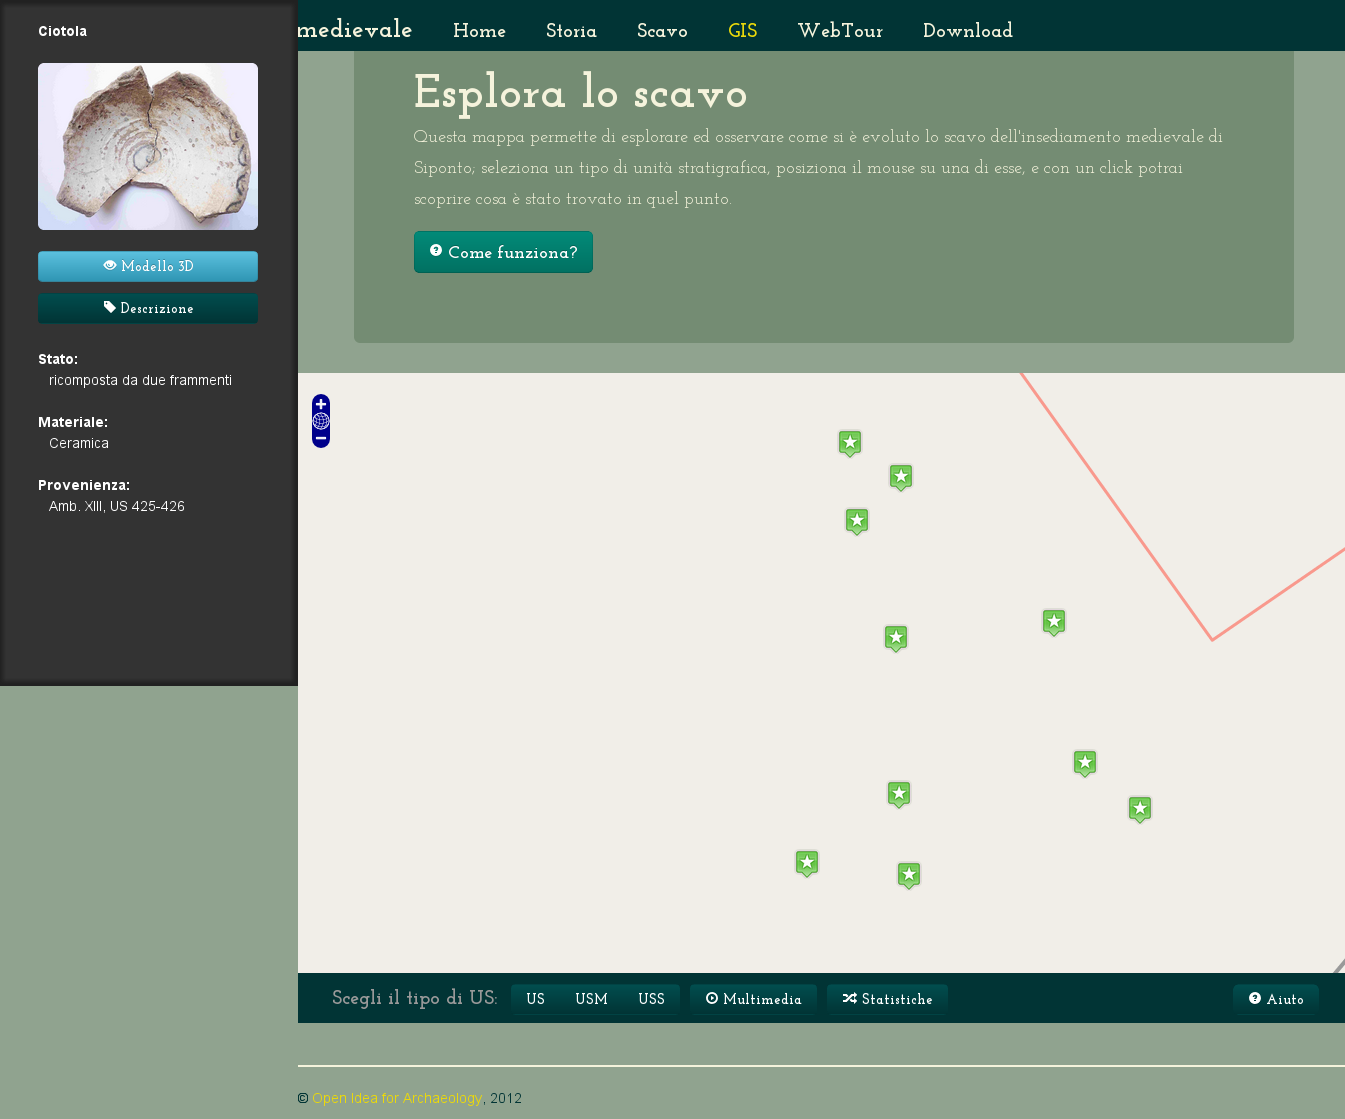 Ciotola
Modello 3D
Descrizione
Stato:
ricomposta da due frammenti
Materiale:
Ceramica
Provenienza:
Amb. XIII, US 425-426
medievale Home Storia Scavo GIS WebTour Download
Esplora lo scavo
Questa mappa permette di esplorare ed osservare come si è evoluto lo scavo dell'insediamento medievale di
Siponto; seleziona un tipo di unità stratigrafica, posiziona il mouse su una di esse, e con un click potrai
scoprire cosa è stato trovato in quel punto.
Come funziona?
Scegli il tipo di US: US USM USS Multimedia Statistiche Aiuto
© Open Idea for Archaeology, 2012